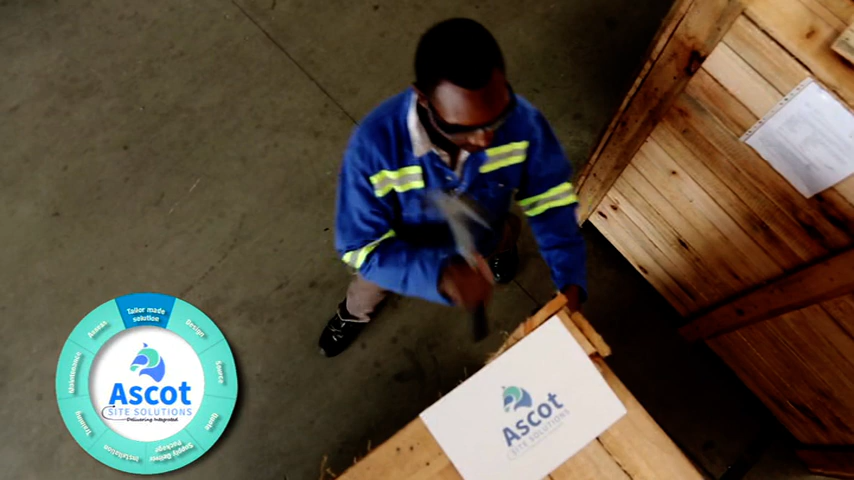 Tailor made
solution
Design
Source
Quote
Supply Deliver
Package
Installation
Training
Maintenance
Assess
Ascot
SITE SOLUTIONS
Delivering Integrated
Ascot
SITE SOLUTIONS